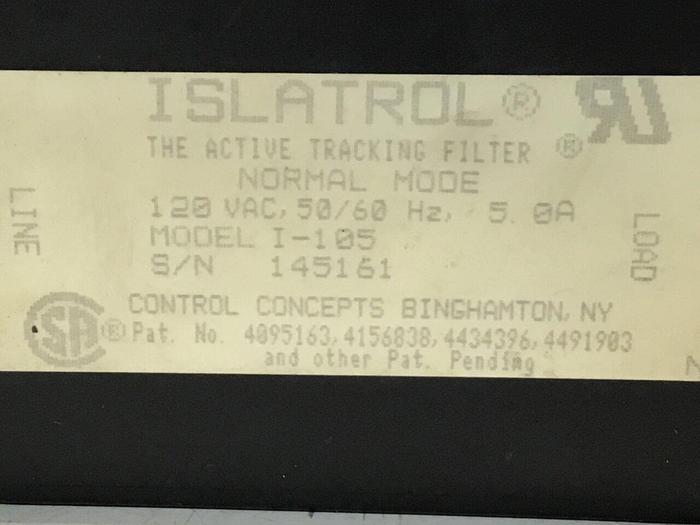 ISLATROL®
THE ACTIVE TRACKING FILTER ®
NORMAL MODE
120 VAC, 50/60 Hz, 5.0A
MODEL I-105
S/N 145161
LINE
LOAD
CONTROL CONCEPTS BINGHAMTON, NY
SA ®
Pat. No. 4095163, 4156838, 4434396, 4491903
and other Pat. Pending